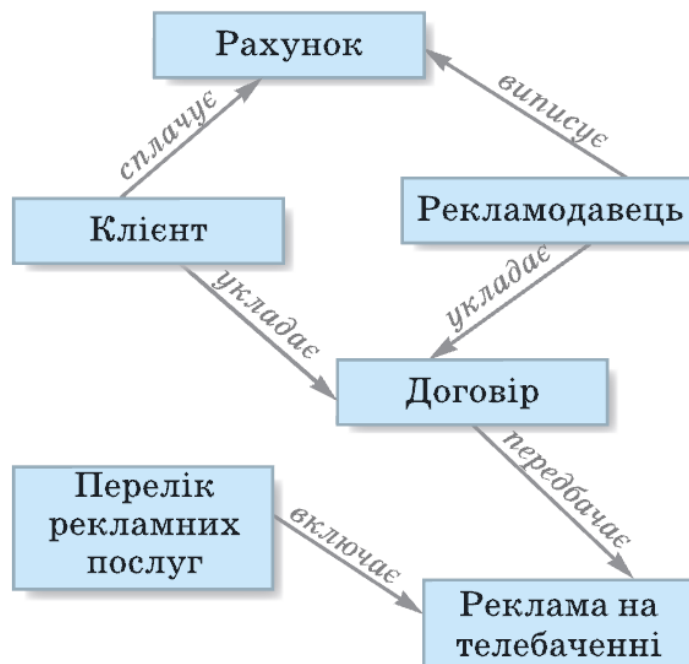 Рахунок
сплачує
виписує
Клієнт
Рекламодавець
укладає
укладає
Договір
Перелік
рекламних
послуг
включає
передбачає
Реклама на
телебаченні